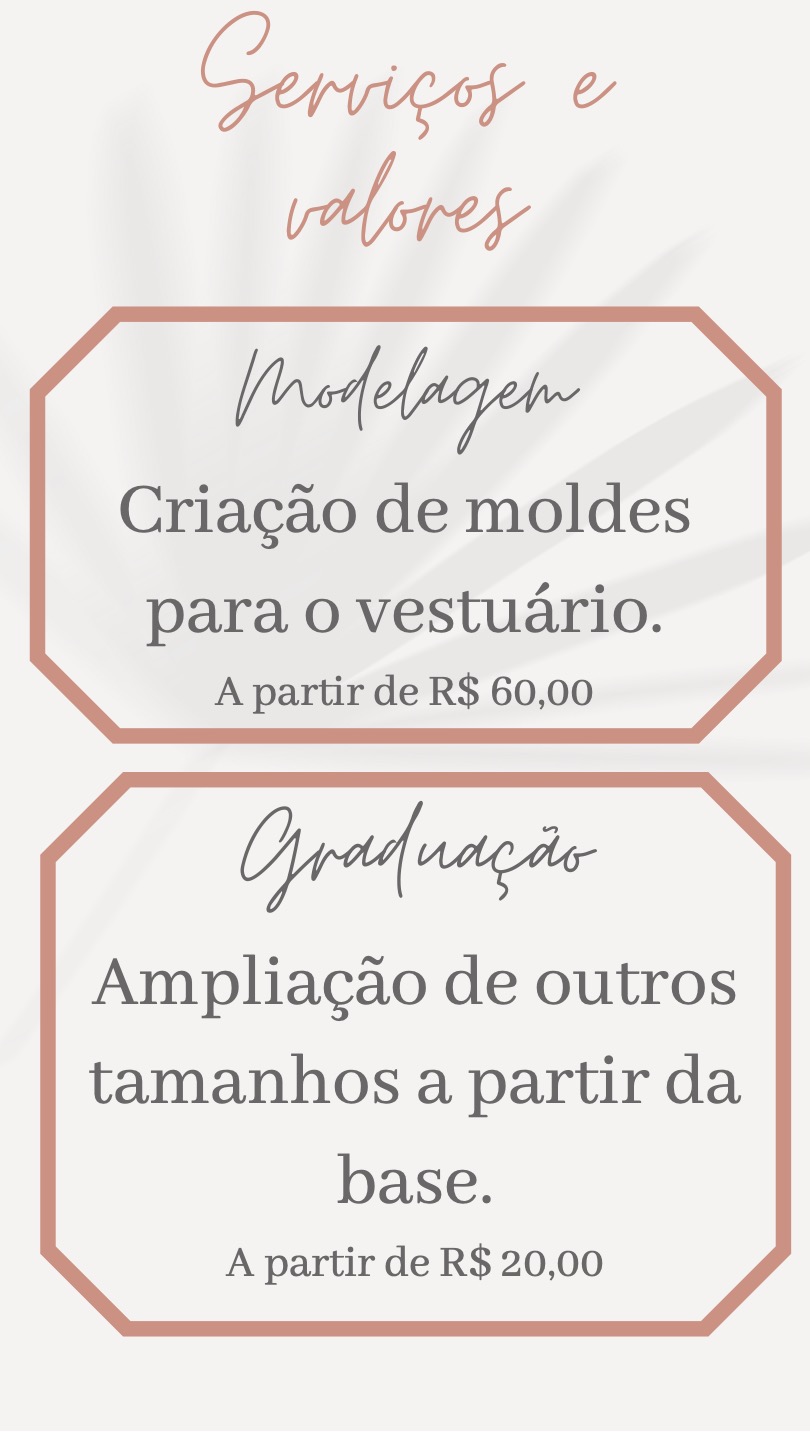 Serviços e
valores
Modelagem
Criação de moldes
para o vestuário.
A partir de R$ 60,00
Graduação
Ampliação de outros
tamanhos a partir da
base.
A partir de R$ 20,00